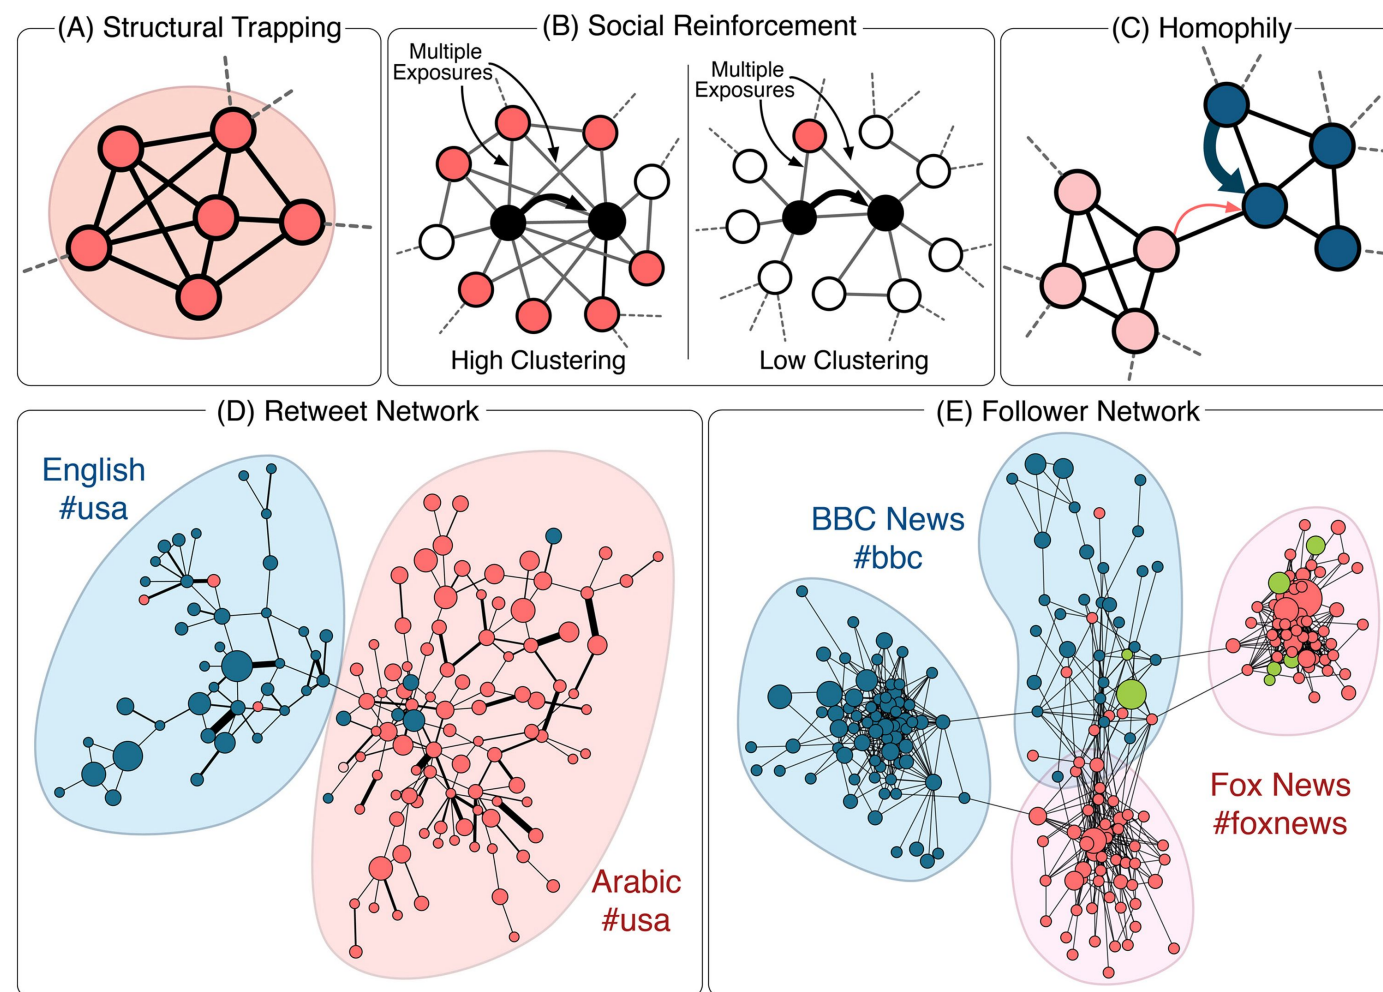 (A) Structural Trapping
(B) Social Reinforcement
Multiple
Exposures
Multiple
Exposures
High Clustering
Low Clustering
(C) Homophily
(D) Retweet Network
English
#usa
Arabic
#usa
(E) Follower Network
BBC News
#bbc
Fox News
#foxnews